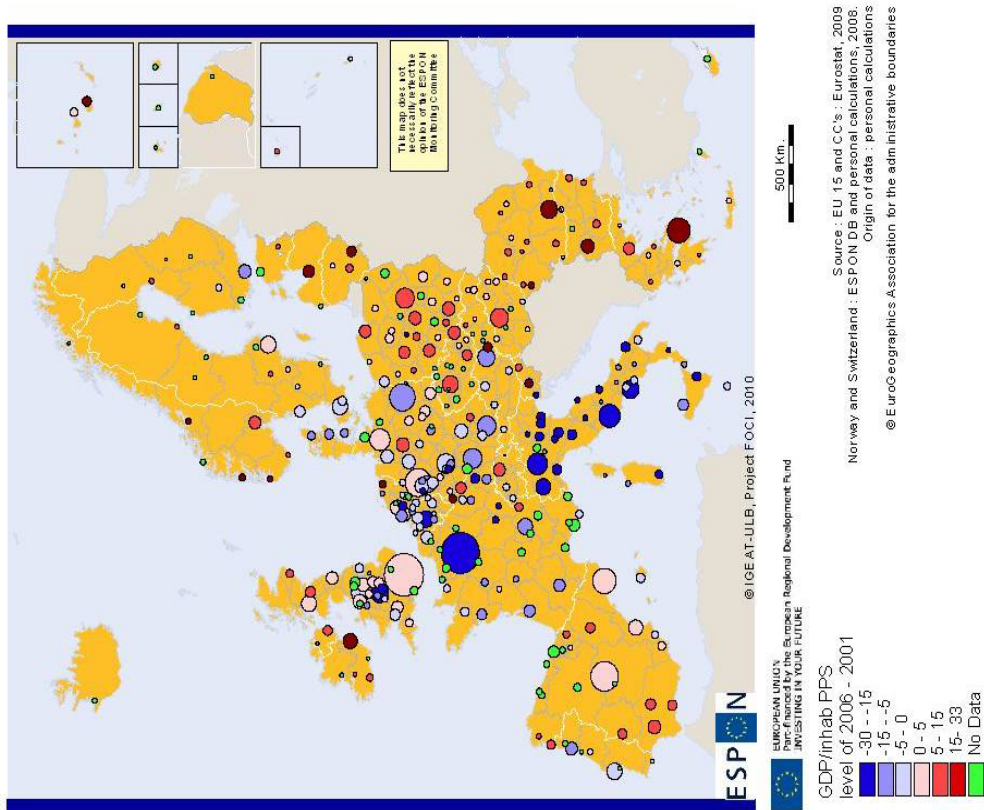 This map does not
necessarily reflect the
opinion of the ESPON
Monitoring Committee
© IGEAT-ULB, Project FOCI, 2010
ESPON
EUROPEAN UNION
Part-financed by the European Regional Development Fund
INVESTING IN YOUR FUTURE
500 Km.
GDP/inhab PPS
level of 2006 - 2001
-30 - -15
-15 - -5
-5 - 0
0 - 5
5 - 15
15- 33
No Data
Source : EU 15 and CC's : Eurostat, 2009
Norway and Switzerland : ESPON DB and personal calculations, 2008.
Origin of data : personal calculations
© EuroGeographics Association for the administrative boundaries